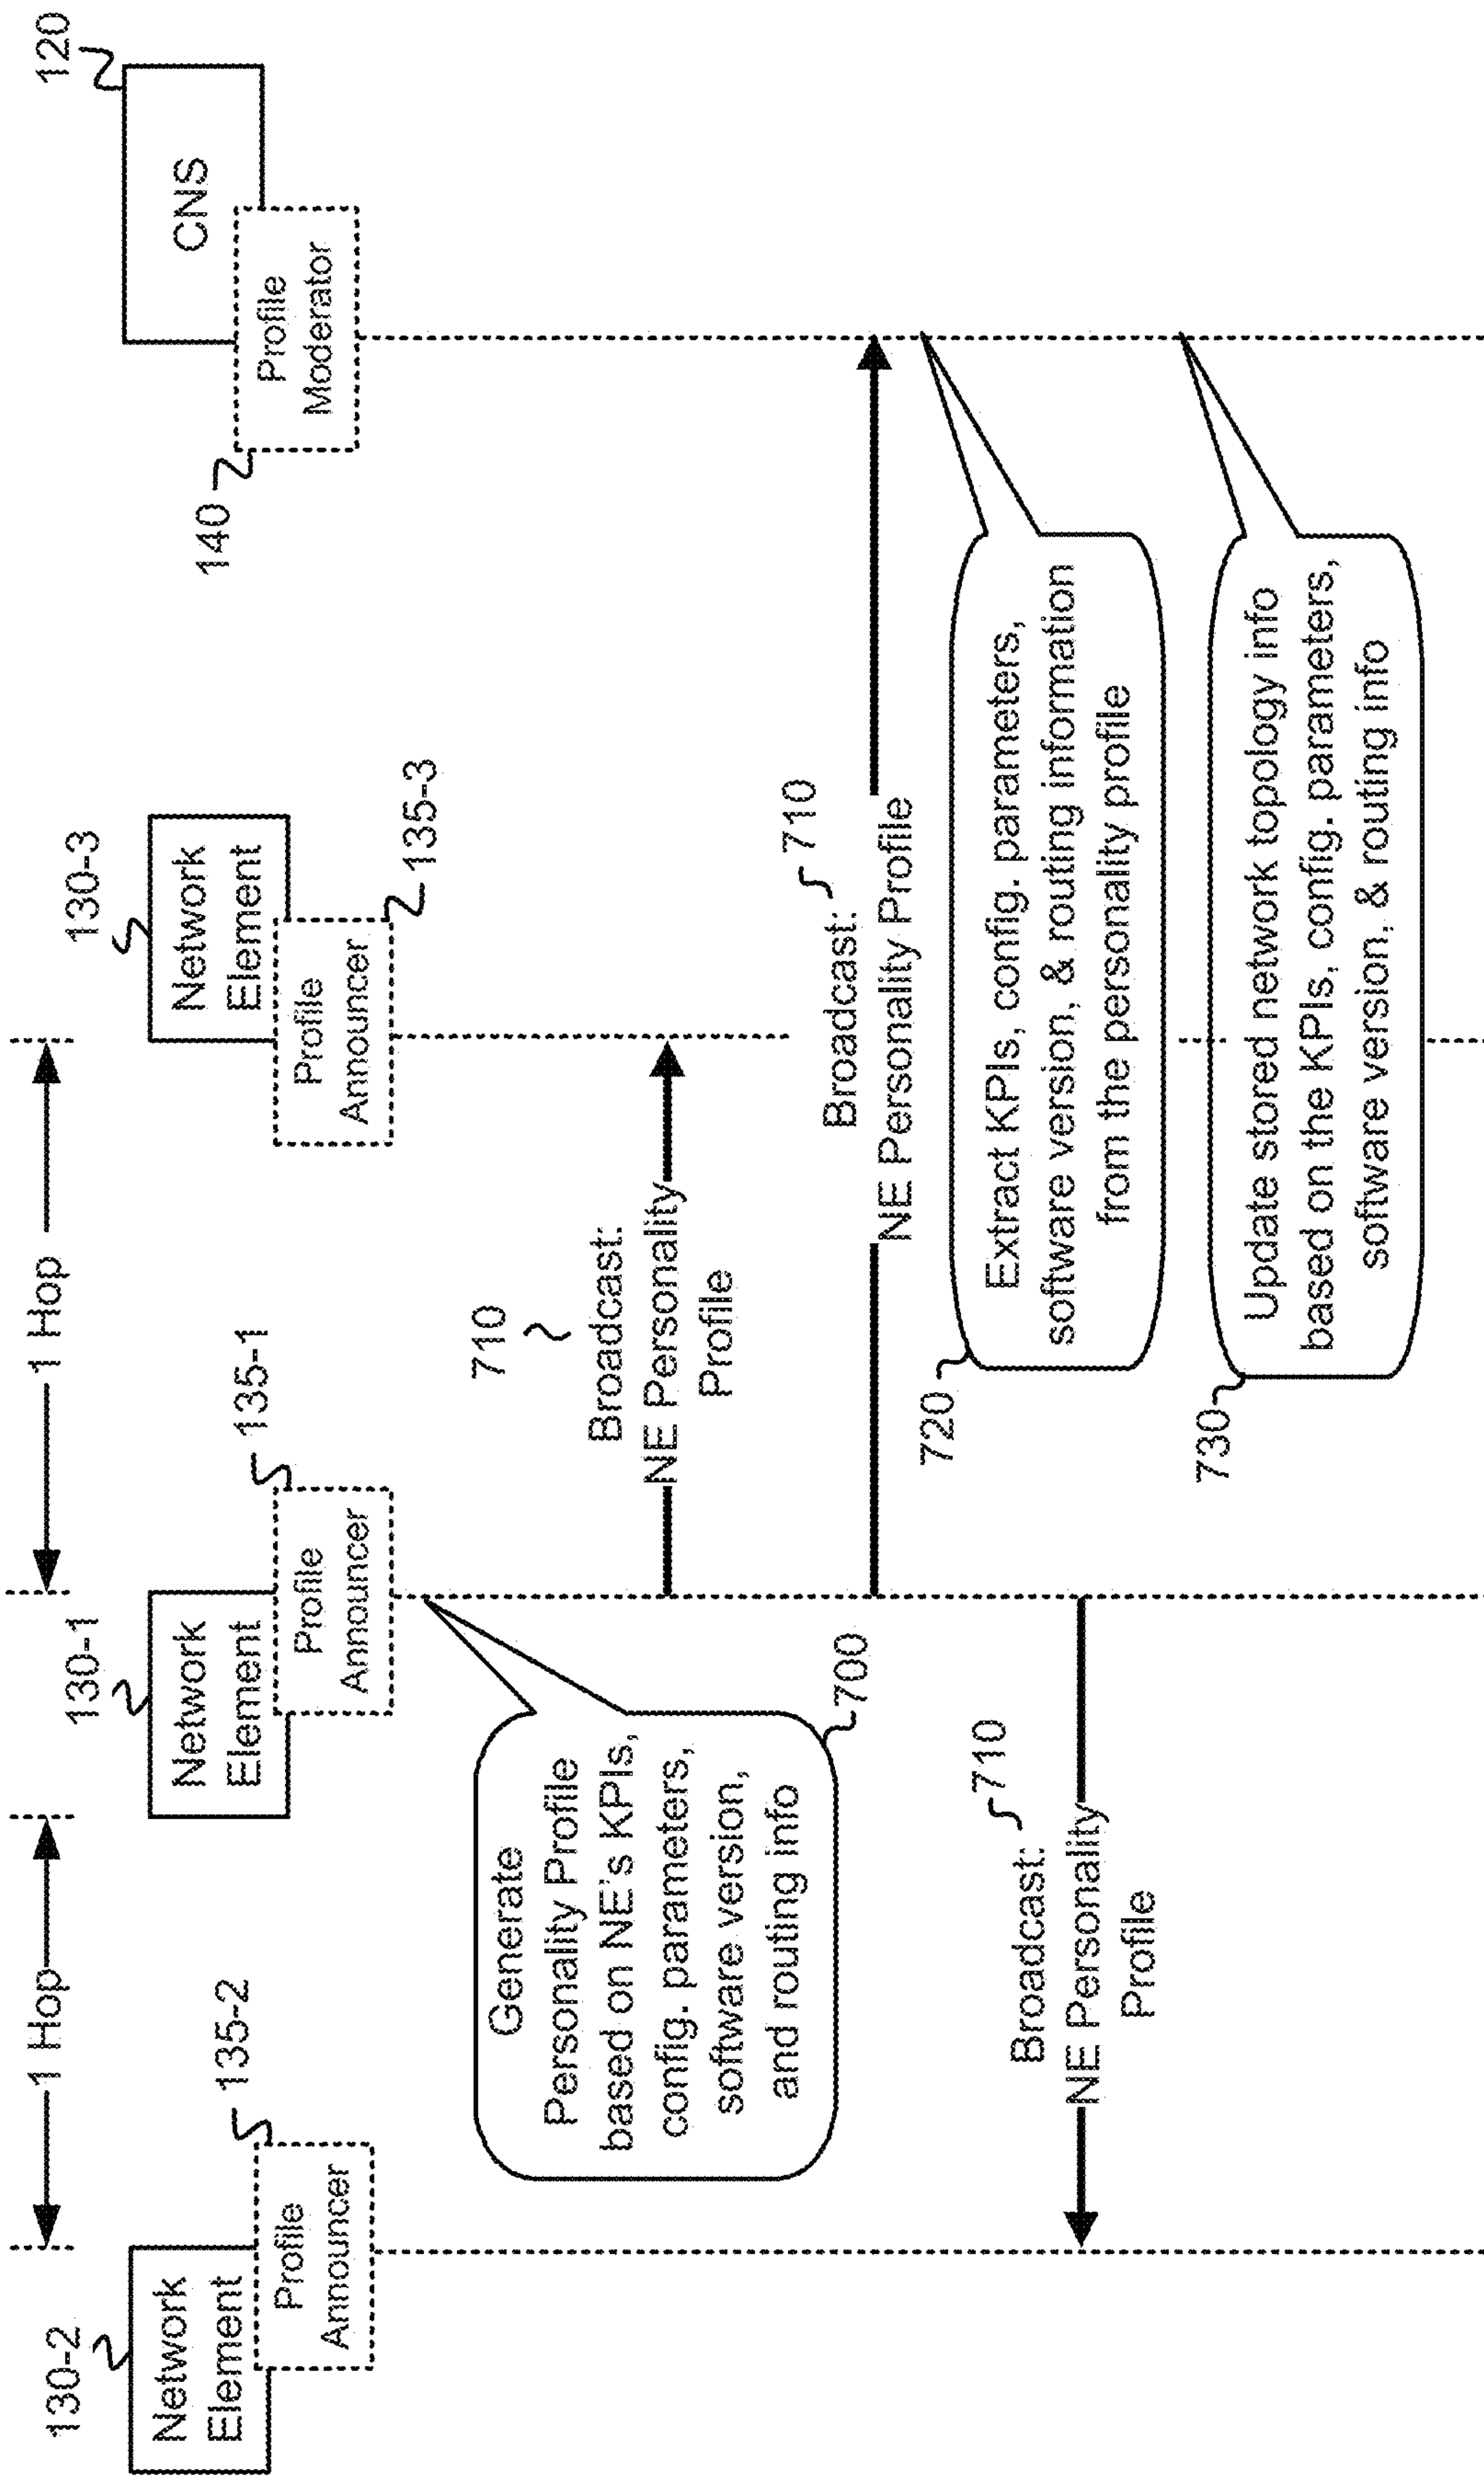 1 Hop
1 Hop
130-2
Network
Element
135-2
Profile
Announcer
130-1
Network
Element
135-1
Profile
Announcer
130-3
Network
Element
135-3
Profile
Announcer
120
CNS
140
Profile
Moderator
Generate
Personality Profile
based on NE's KPIs,
config. parameters,
software version,
and routing info
700
710
Broadcast:
NE Personality
Profile
Broadcast:
710
NE Personality Profile
720
Extract KPIs, config. parameters,
software version, & routing information
from the personality profile
Broadcast:
710
NE Personality
Profile
730
Update stored network topology info
based on the KPIs, config. parameters,
software version, & routing info